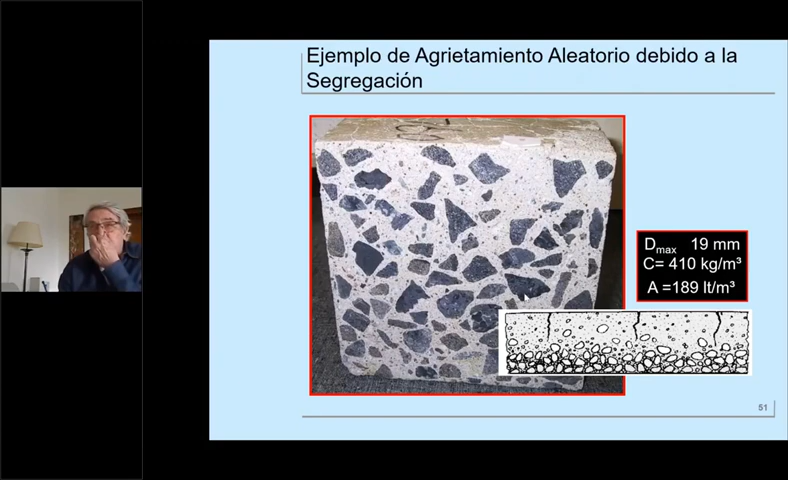 Ejemplo de Agrietamiento Aleatorio debido a la
Segregación
Dmax 19 mm
C= 410 kg/m³
A =189 lt/m³
51